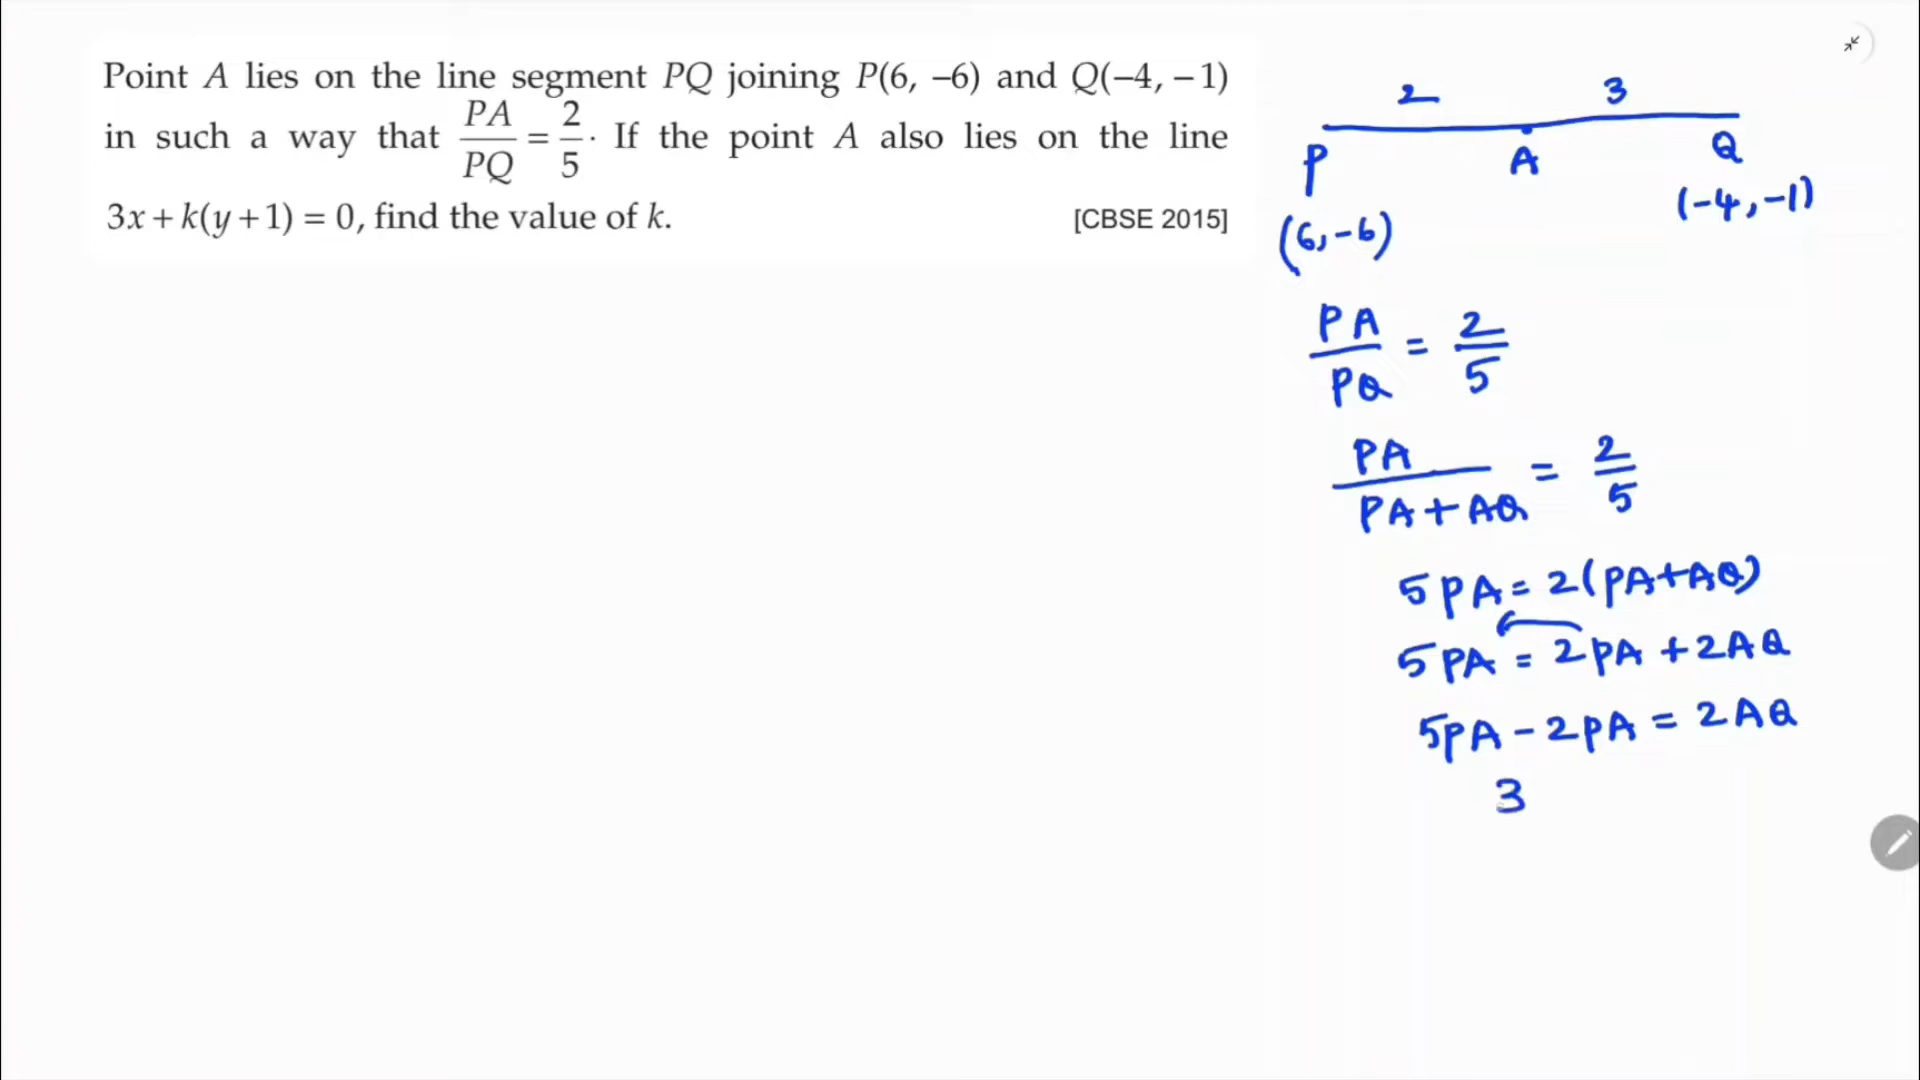 Point A lies on the line segment PQ joining P(6, –6) and Q(–4, – 1)
in such a way that PA/PQ = 2/5. If the point A also lies on the line
3x + k(y + 1) = 0, find the value of k. [CBSE 2015]
2 3
P A Q
(6, -6) (-4, -1)
PA/PQ = 2/5
PA/PA+AQ = 2/5
5PA = 2(PA+AQ)
5PA = 2PA + 2AQ
5PA - 2PA = 2AQ
3